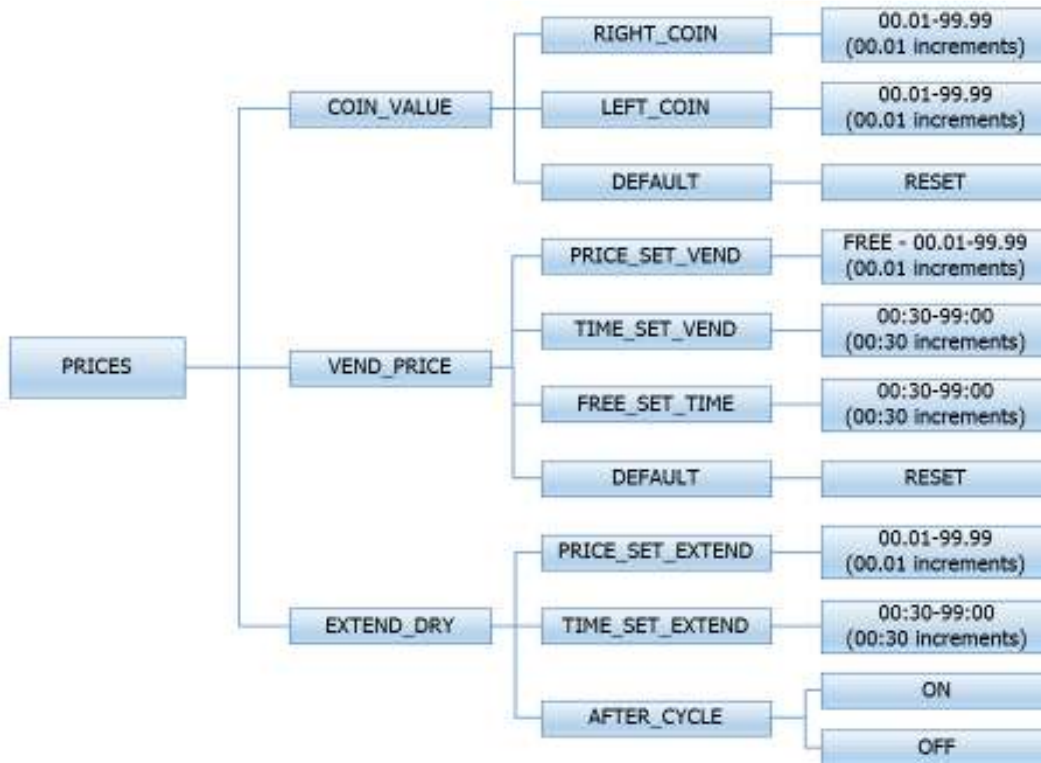 PRICES
COIN_VALUE
RIGHT_COIN
00.01-99.99
(00.01 increments)
LEFT_COIN
00.01-99.99
(00.01 increments)
DEFAULT
RESET
VEND_PRICE
PRICE_SET_VEND
FREE - 00.01-99.99
(00.01 increments)
TIME_SET_VEND
00:30-99:00
(00:30 increments)
FREE_SET_TIME
00:30-99:00
(00:30 increments)
DEFAULT
RESET
EXTEND_DRY
PRICE_SET_EXTEND
00.01-99.99
(00.01 increments)
TIME_SET_EXTEND
00:30-99:00
(00:30 increments)
AFTER_CYCLE
ON
OFF